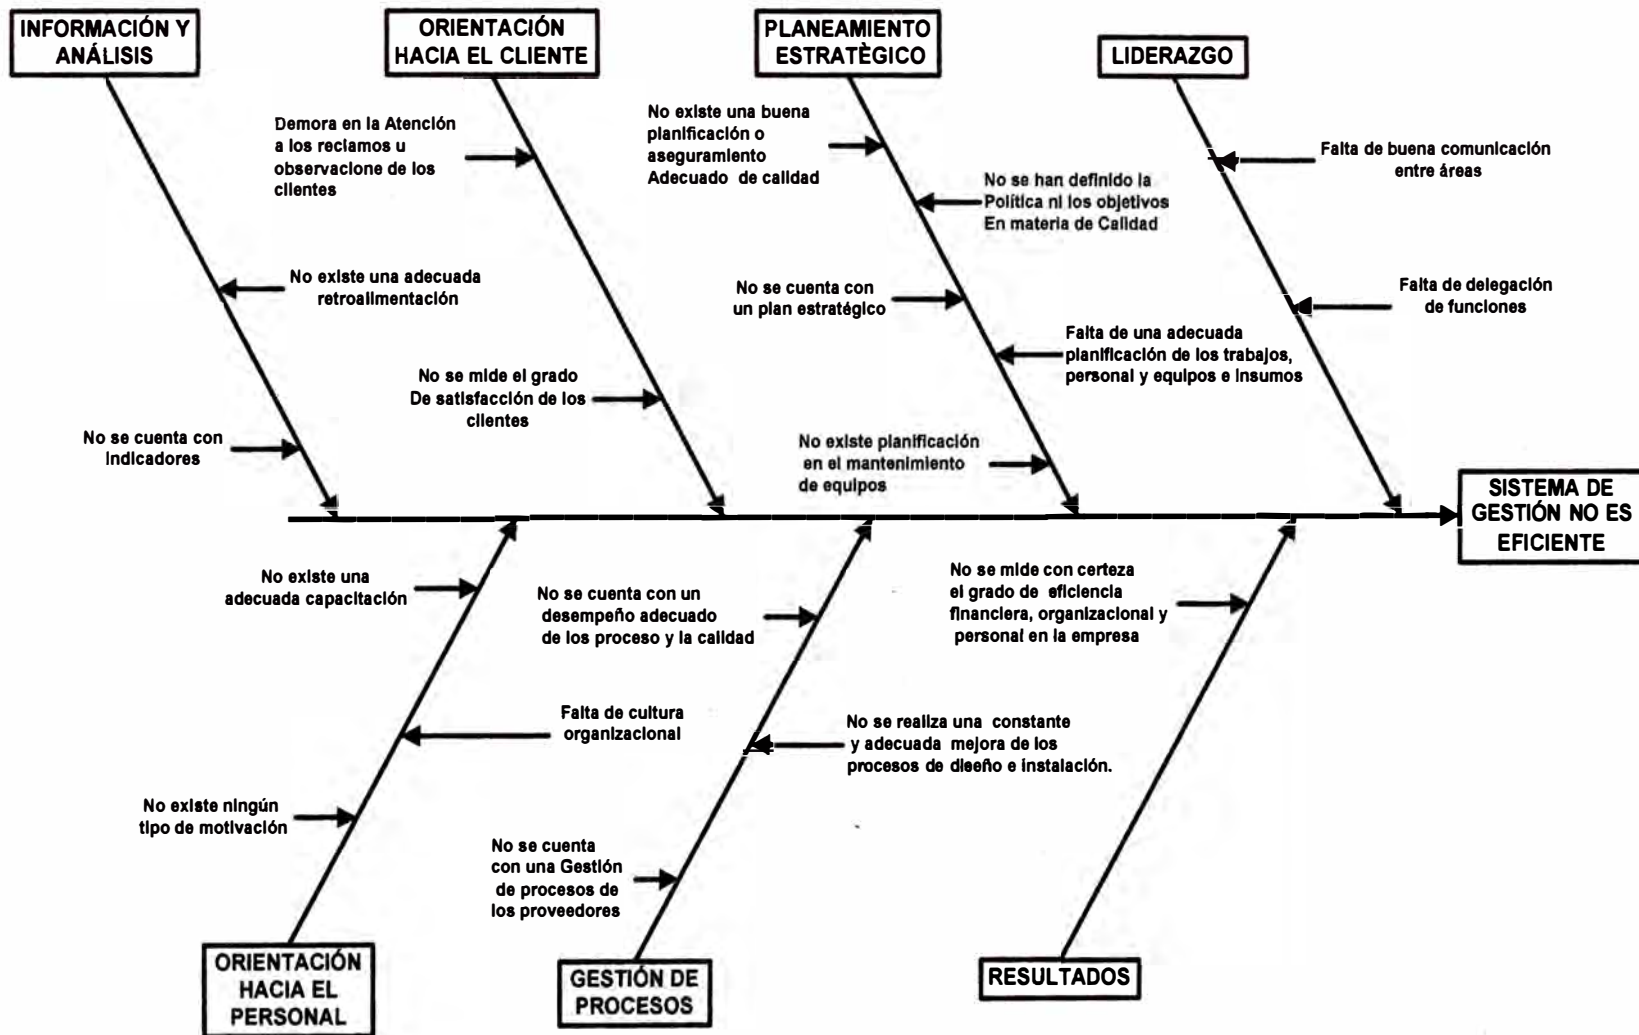 INFORMACIÓN Y
ANÁLISIS
ORIENTACIÓN
HACIA EL CLIENTE
PLANEAMIENTO
ESTRATÈGICO
LIDERAZGO
Demora en la Atención
a los reclamos u
observacione de los
clientes
No existe una buena
planificación o
aseguramiento
Adecuado de calidad
Falta de buena comunicación
entre áreas
No se han definido la
Política ni los objetivos
En materia de Calidad
No existe una adecuada
retroalimentación
No se cuenta con
un plan estratégico
Falta de delegación
de funciones
Falta de una adecuada
planificación de los trabajos,
personal y equipos e insumos
No se mide el grado
De satisfacción de los
clientes
No se cuenta con
indicadores
No existe planificación
en el mantenimiento
de equipos
SISTEMA DE
GESTIÓN NO ES
EFICIENTE
No existe una
adecuada capacitación
No se cuenta con un
desempeño adecuado
de los proceso y la calidad
No se mide con certeza
el grado de eficiencia
financiera, organizacional y
personal en la empresa
Falta de cultura
organizacional
No se realiza una constante
y adecuada mejora de los
procesos de diseño e instalación.
No existe ningún
tipo de motivación
No se cuenta
con una Gestión
de procesos de
los proveedores
ORIENTACIÓN
HACIA EL
PERSONAL
GESTIÓN DE
PROCESOS
RESULTADOS